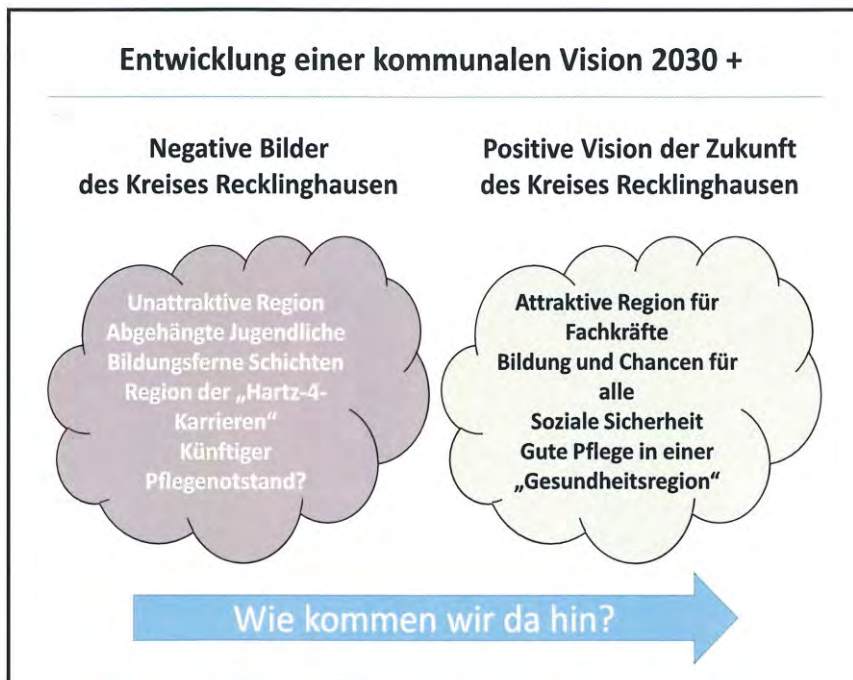 Entwicklung einer kommunalen Vision 2030 +
Negative Bilder
des Kreises Recklinghausen
Positive Vision der Zukunft
des Kreises Recklinghausen
Unattraktive Region
Abgehängte Jugendliche
Bildungsferne Schichten
Region der „Hartz-4-
Karrieren“
Künftiger
Pflegenotstand?
Attraktive Region für
Fachkräfte
Bildung und Chancen für
alle
Soziale Sicherheit
Gute Pflege in einer
„Gesundheitsregion“
Wie kommen wir da hin?